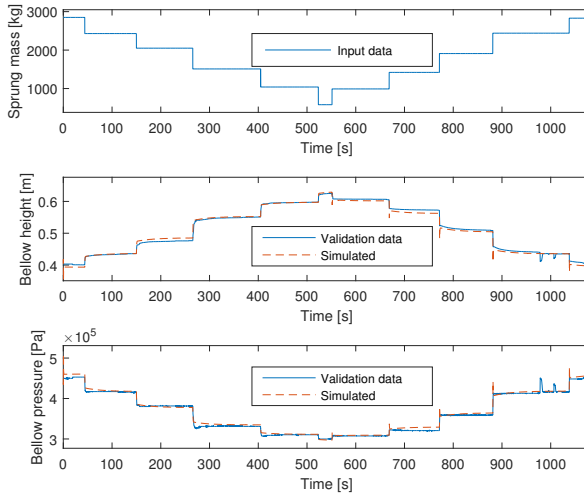 3000
2000
1000
Sprung mass [kg]
Input data
0 100 200 300 400 500 600 700 800 900 1000
Time [s]
0.6
0.5
0.4
Bellow height [m]
Validation data
Simulated
0 100 200 300 400 500 600 700 800 900 1000
Time [s]
× 10⁵
5
4
3
Bellow pressure [Pa]
Validation data
Simulated
0 100 200 300 400 500 600 700 800 900 1000
Time [s]